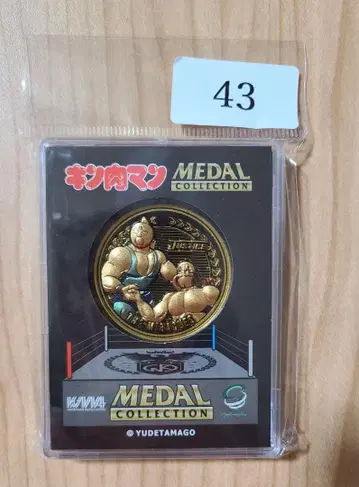 43
キン肉マン MEDAL
COLLECTION
JUSTICE
MEDAL
COLLECTION
© YUDETAMAGO